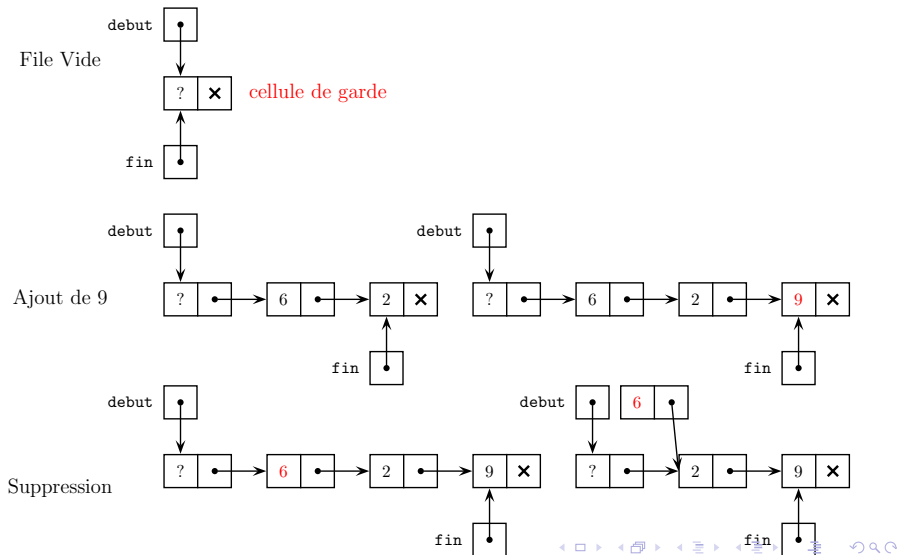 debut
File Vide
? ×
cellule de garde
fin
debut debut
Ajout de 9
? 6 2 × ? 6 2 9 ×
fin fin
debut debut 6
Suppression
? 6 2 9 × ? 2 9 ×
fin fin